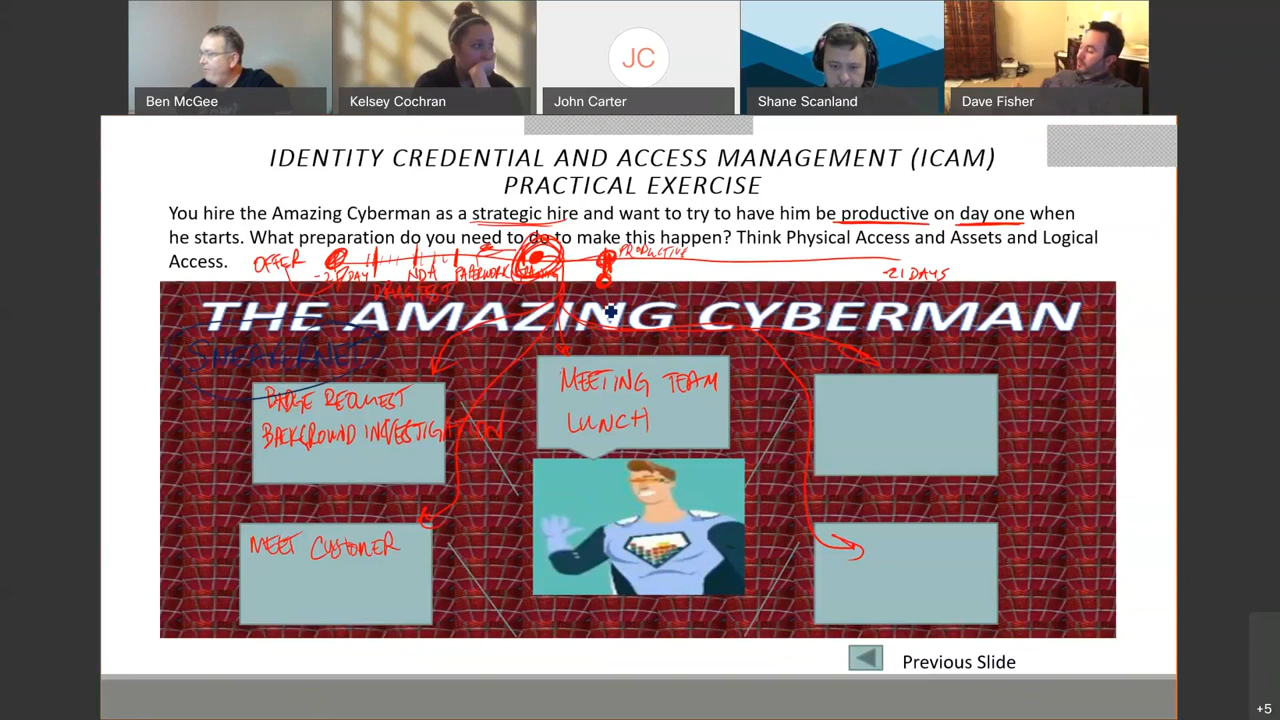 Ben McGee
Kelsey Cochran
JC
John Carter
Shane Scanland
Dave Fisher
IDENTITY CREDENTIAL AND ACCESS MANAGEMENT (ICAM)
PRACTICAL EXERCISE
You hire the Amazing Cyberman as a strategic hire and want to try to have him be productive on day one when
he starts. What preparation do you need to do to make this happen? Think Physical Access and Assets and Logical
Access.
OFFER
PRODUCTIVE
DAY
NDA
PAPERWORK
-21 DAYS
DRUG TEST
THE AMAZING CYBERMAN
BADGE REQUEST
BACKGROUND INVESTIGATION
MEETING TEAM
LUNCH
MEET CUSTOMER
Previous Slide
+5